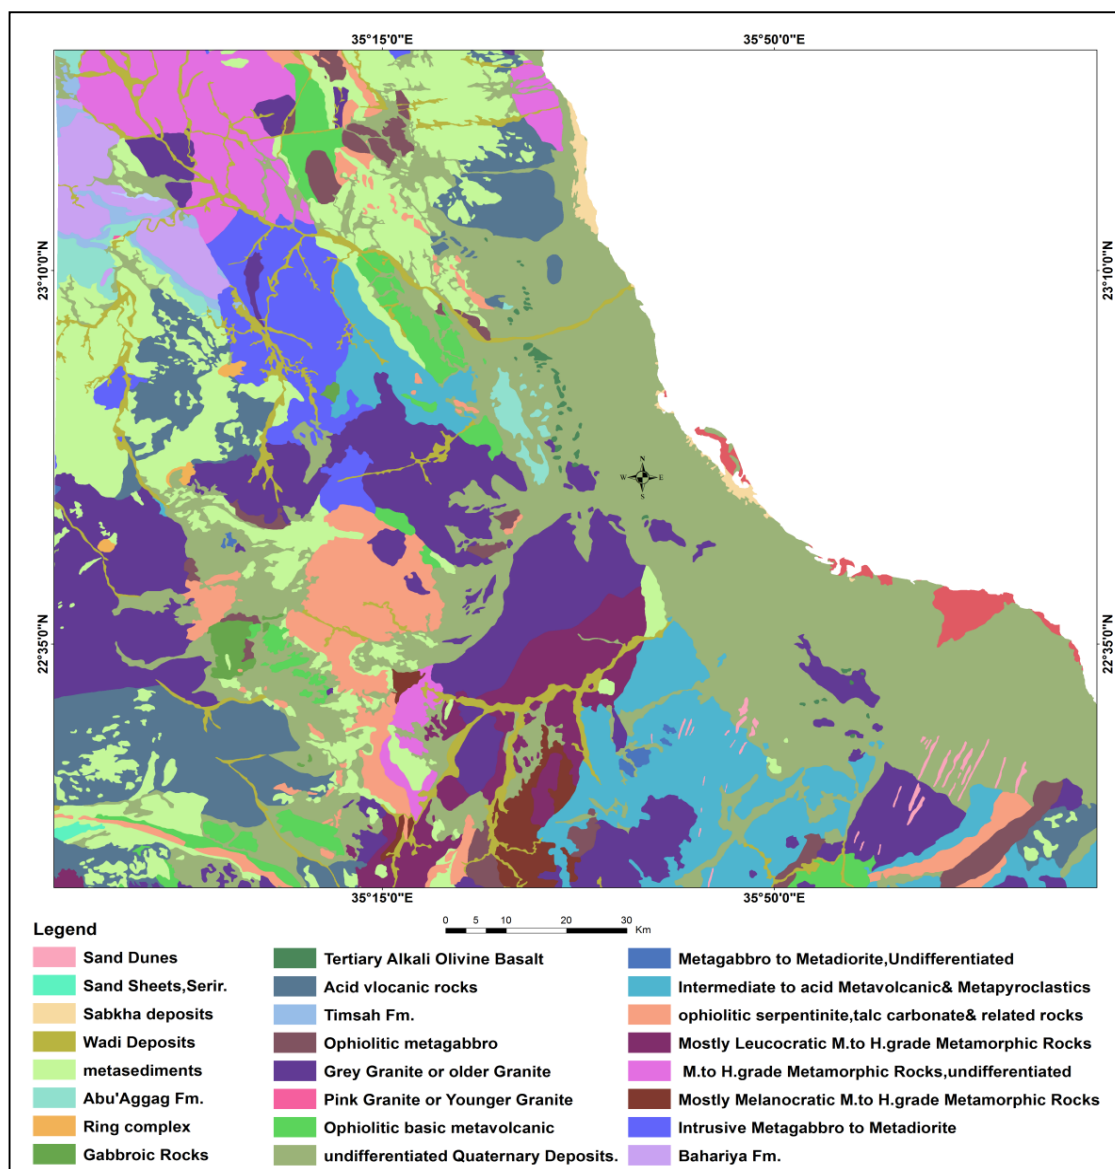 35°15'0"E 35°50'0"E
23°10'0"N 23°10'0"N
N
W E
S
22°35'0"N 22°35'0"N
35°15'0"E 35°50'0"E
0 5 10 20 30
Km
Legend
Sand Dunes
Sand Sheets,Serir.
Sabkha deposits
Wadi Deposits
metasediments
Abu'Aggag Fm.
Ring complex
Gabbroic Rocks
Tertiary Alkali Olivine Basalt
Acid vlocanic rocks
Timsah Fm.
Ophiolitic metagabbro
Grey Granite or older Granite
Pink Granite or Younger Granite
Ophiolitic basic metavolcanic
undifferentiated Quaternary Deposits.
Metagabbro to Metadiorite,Undifferentiated
Intermediate to acid Metavolcanic& Metapyroclastics
ophiolitic serpentinite,talc carbonate& related rocks
Mostly Leucocratic M.to H.grade Metamorphic Rocks
M.to H.grade Metamorphic Rocks,undifferentiated
Mostly Melanocratic M.to H.grade Metamorphic Rocks
Intrusive Metagabbro to Metadiorite
Bahariya Fm.